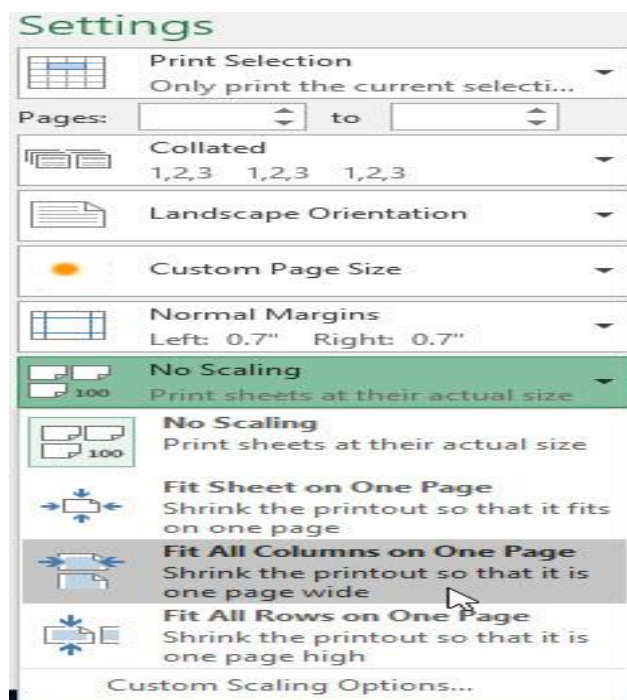 Settings
Print Selection
Only print the current selecti...
Pages: to
Collated
1,2,3 1,2,3 1,2,3
Landscape Orientation
Custom Page Size
Normal Margins
Left: 0.7" Right: 0.7"
No Scaling
100 Print sheets at their actual size
No Scaling
100 Print sheets at their actual size
Fit Sheet on One Page
Shrink the printout so that it fits
on one page
Fit All Columns on One Page
Shrink the printout so that it is
one page wide
Fit All Rows on One Page
Shrink the printout so that it is
one page high
Custom Scaling Options...